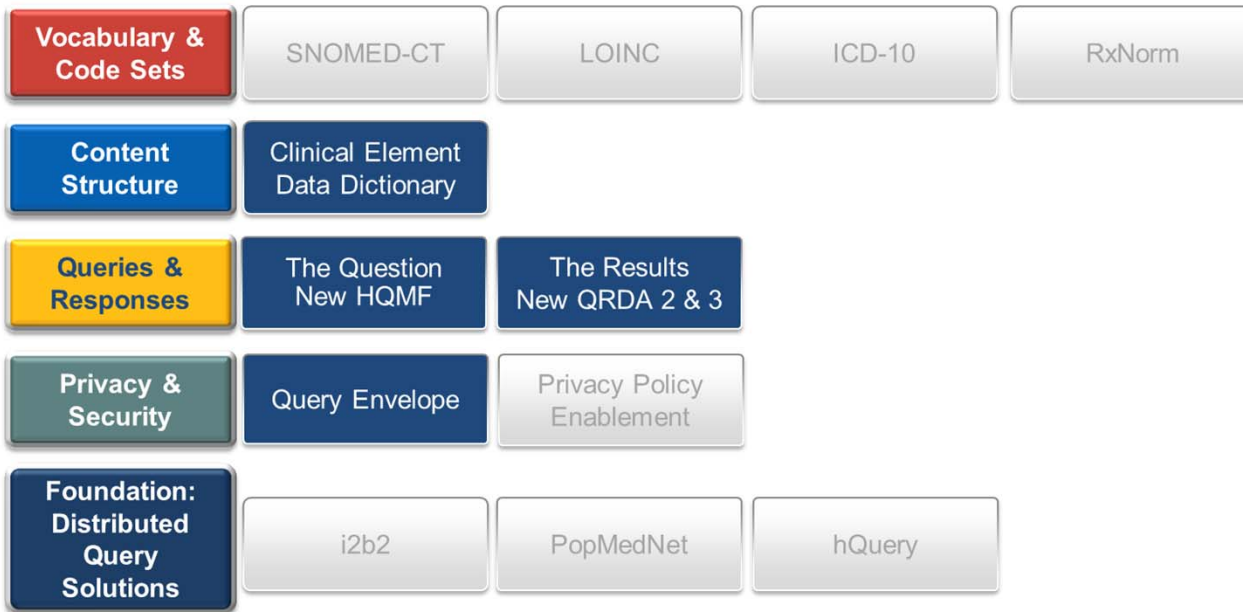 Vocabulary &
Code Sets
SNOMED-CT
LOINC
ICD-10
RxNorm
Content
Structure
Clinical Element
Data Dictionary
Queries &
Responses
The Question
New HQMF
The Results
New QRDA 2 & 3
Privacy &
Security
Query Envelope
Privacy Policy
Enablement
Foundation:
Distributed
Query
Solutions
i2b2
PopMedNet
hQuery